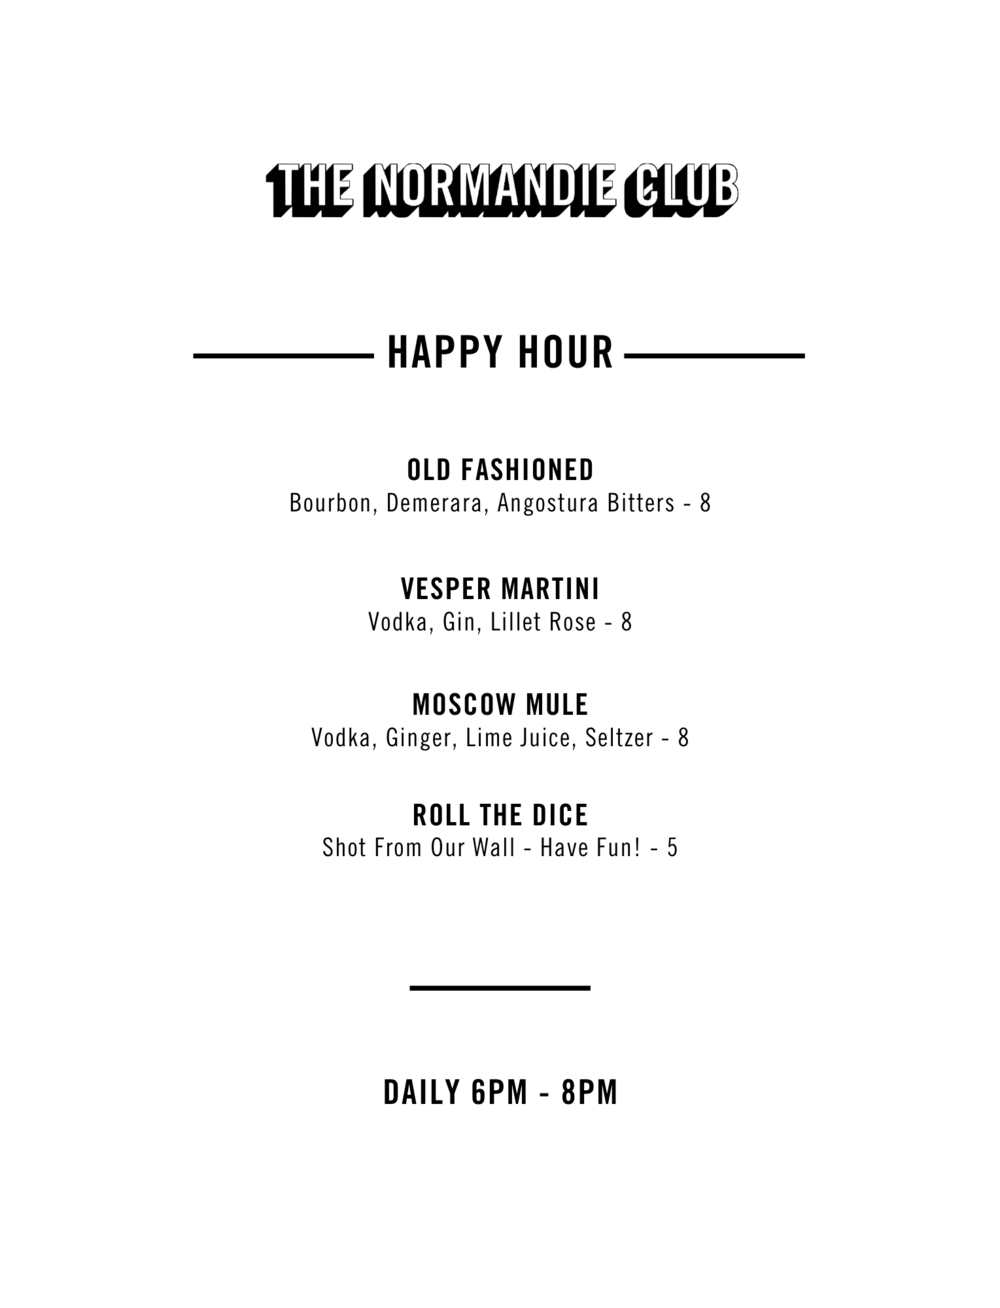 THE NORMANDIE CLUB
HAPPY HOUR
OLD FASHIONED
Bourbon, Demerara, Angostura Bitters - 8
VESPER MARTINI
Vodka, Gin, Lillet Rose - 8
MOSCOW MULE
Vodka, Ginger, Lime Juice, Seltzer - 8
ROLL THE DICE
Shot From Our Wall - Have Fun! - 5
DAILY 6PM - 8PM